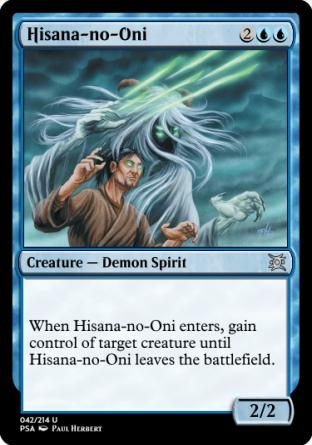 Hisana-no-Oni 2
Creature — Demon Spirit
When Hisana-no-Oni enters, gain
control of target creature until
Hisana-no-Oni leaves the battlefield.
2/2
042/214 U
PSA Paul Herbert